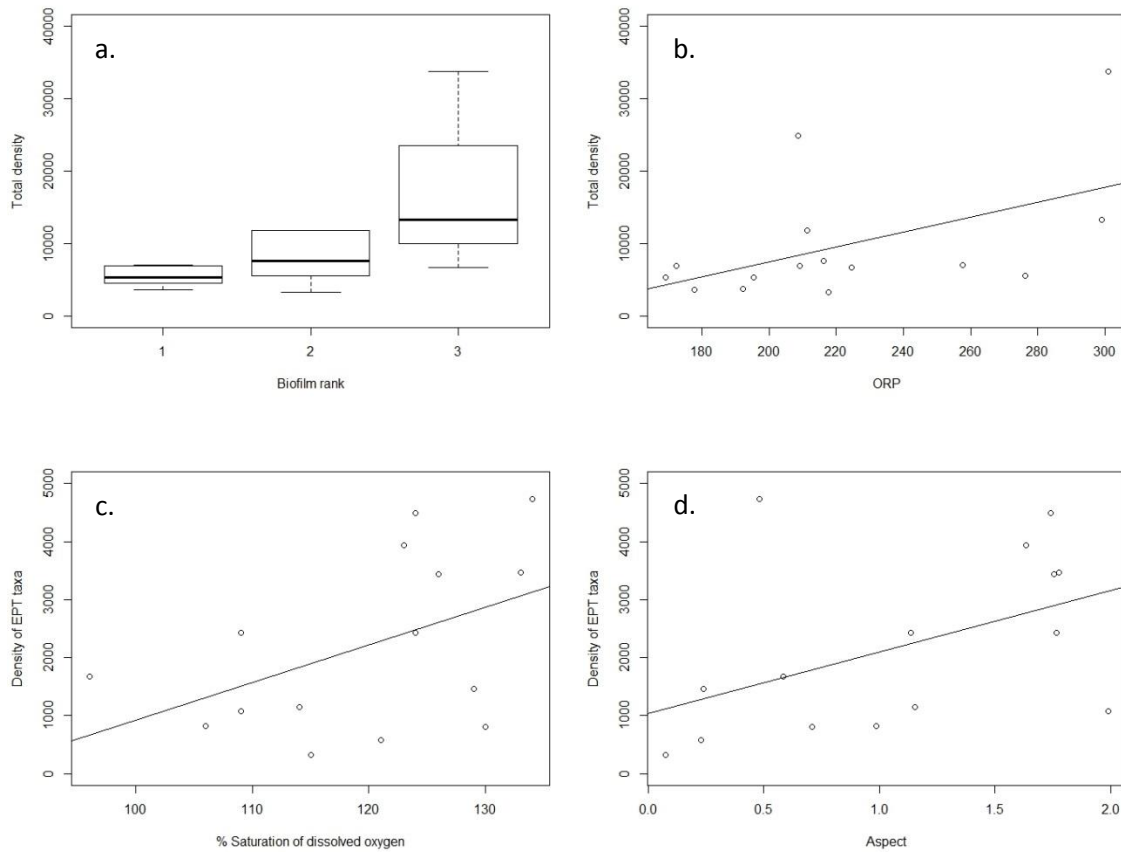 a.
Total density
0 10000 20000 30000 40000
1 2 3
Biofilm rank
b.
Total density
0 10000 20000 30000 40000
180 200 220 240 260 280 300
ORP
c.
Density of EPT taxa
0 1000 2000 3000 4000 5000
100 110 120 130
% Saturation of dissolved oxygen
d.
Density of EPT taxa
0 1000 2000 3000 4000 5000
0.0 0.5 1.0 1.5 2.0
Aspect